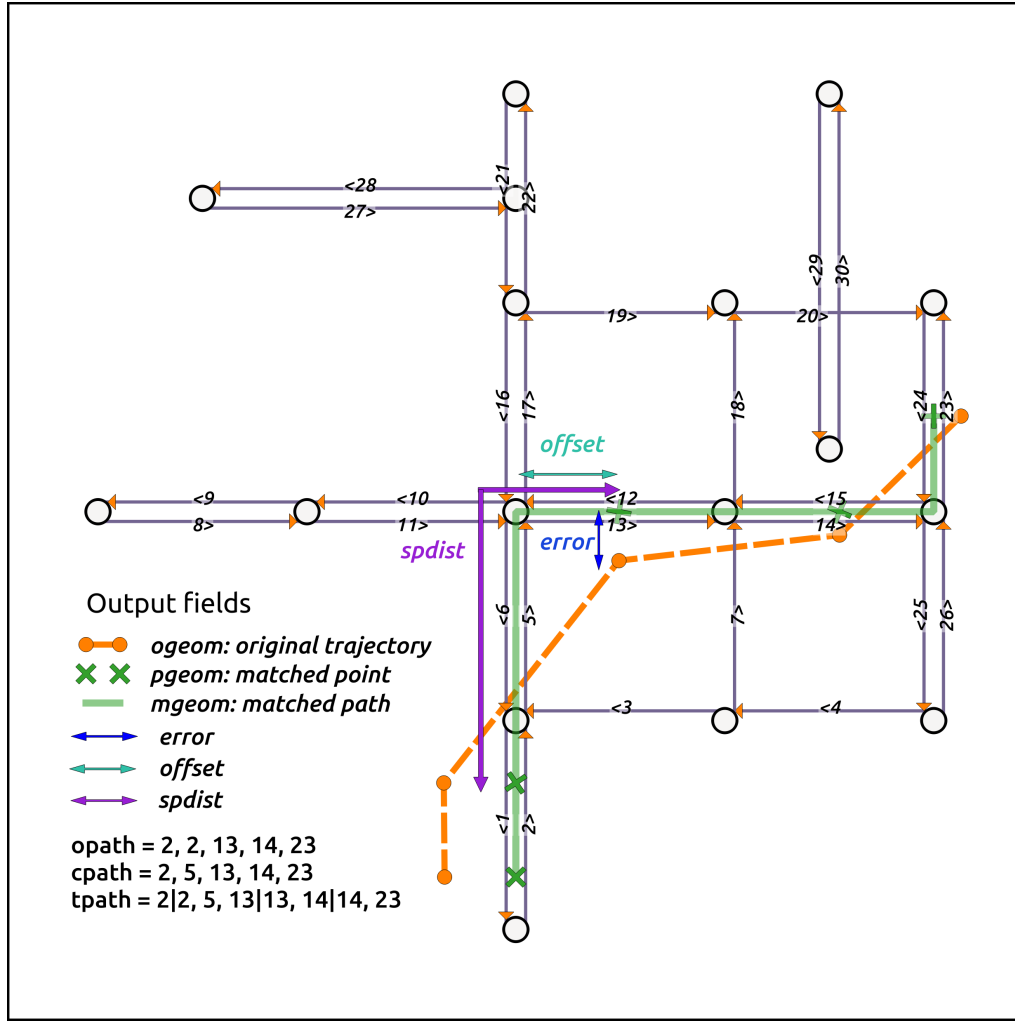 <21
22>
<28
27>
<29
30>
19>
20>
<16
17>
18>
<24
23>
offset
<9
<10
<12
<15
8>
11>
13>
14>
spdist
error
<6
5>
7>
<25
26>
Output fields
ogeom: original trajectory
pgeom: matched point
mgeom: matched path
error
offset
spdist
<3
<4
<1
2>
opath = 2, 2, 13, 14, 23
cpath = 2, 5, 13, 14, 23
tpath = 2|2, 5, 13|13, 14|14, 23